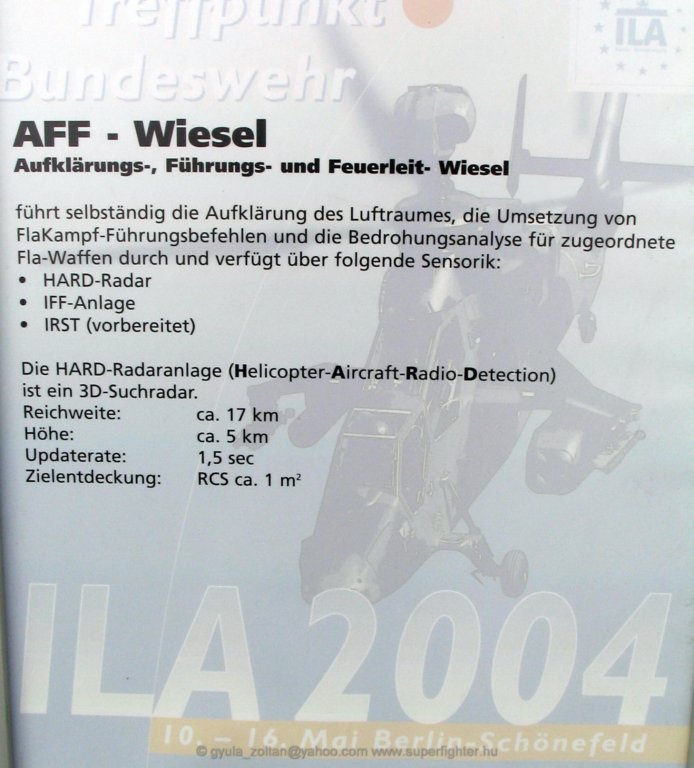 Treffpunkt
Bundeswehr
ILA
AFF - Wiesel
Aufklärungs-, Führungs- und Feuerleit- Wiesel
führt selbständig die Aufklärung des Luftraumes, die Umsetzung von
FlaKampf-Führungsbefehlen und die Bedrohungsanalyse für zugeordnete
Fla-Waffen durch und verfügt über folgende Sensorik:
• HARD-Radar
• IFF-Anlage
• IRST (vorbereitet)
Die HARD-Radaranlage (Helicopter-Aircraft-Radio-Detection)
ist ein 3D-Suchradar.
Reichweite: ca. 17 km
Höhe: ca. 5 km
Updaterate: 1,5 sec
Zielentdeckung: RCS ca. 1 m²
ILA 2004
10. – 16. Mai Berlin-Schönefeld
© gyula_zoltan@yahoo.com www.superfighter.hu